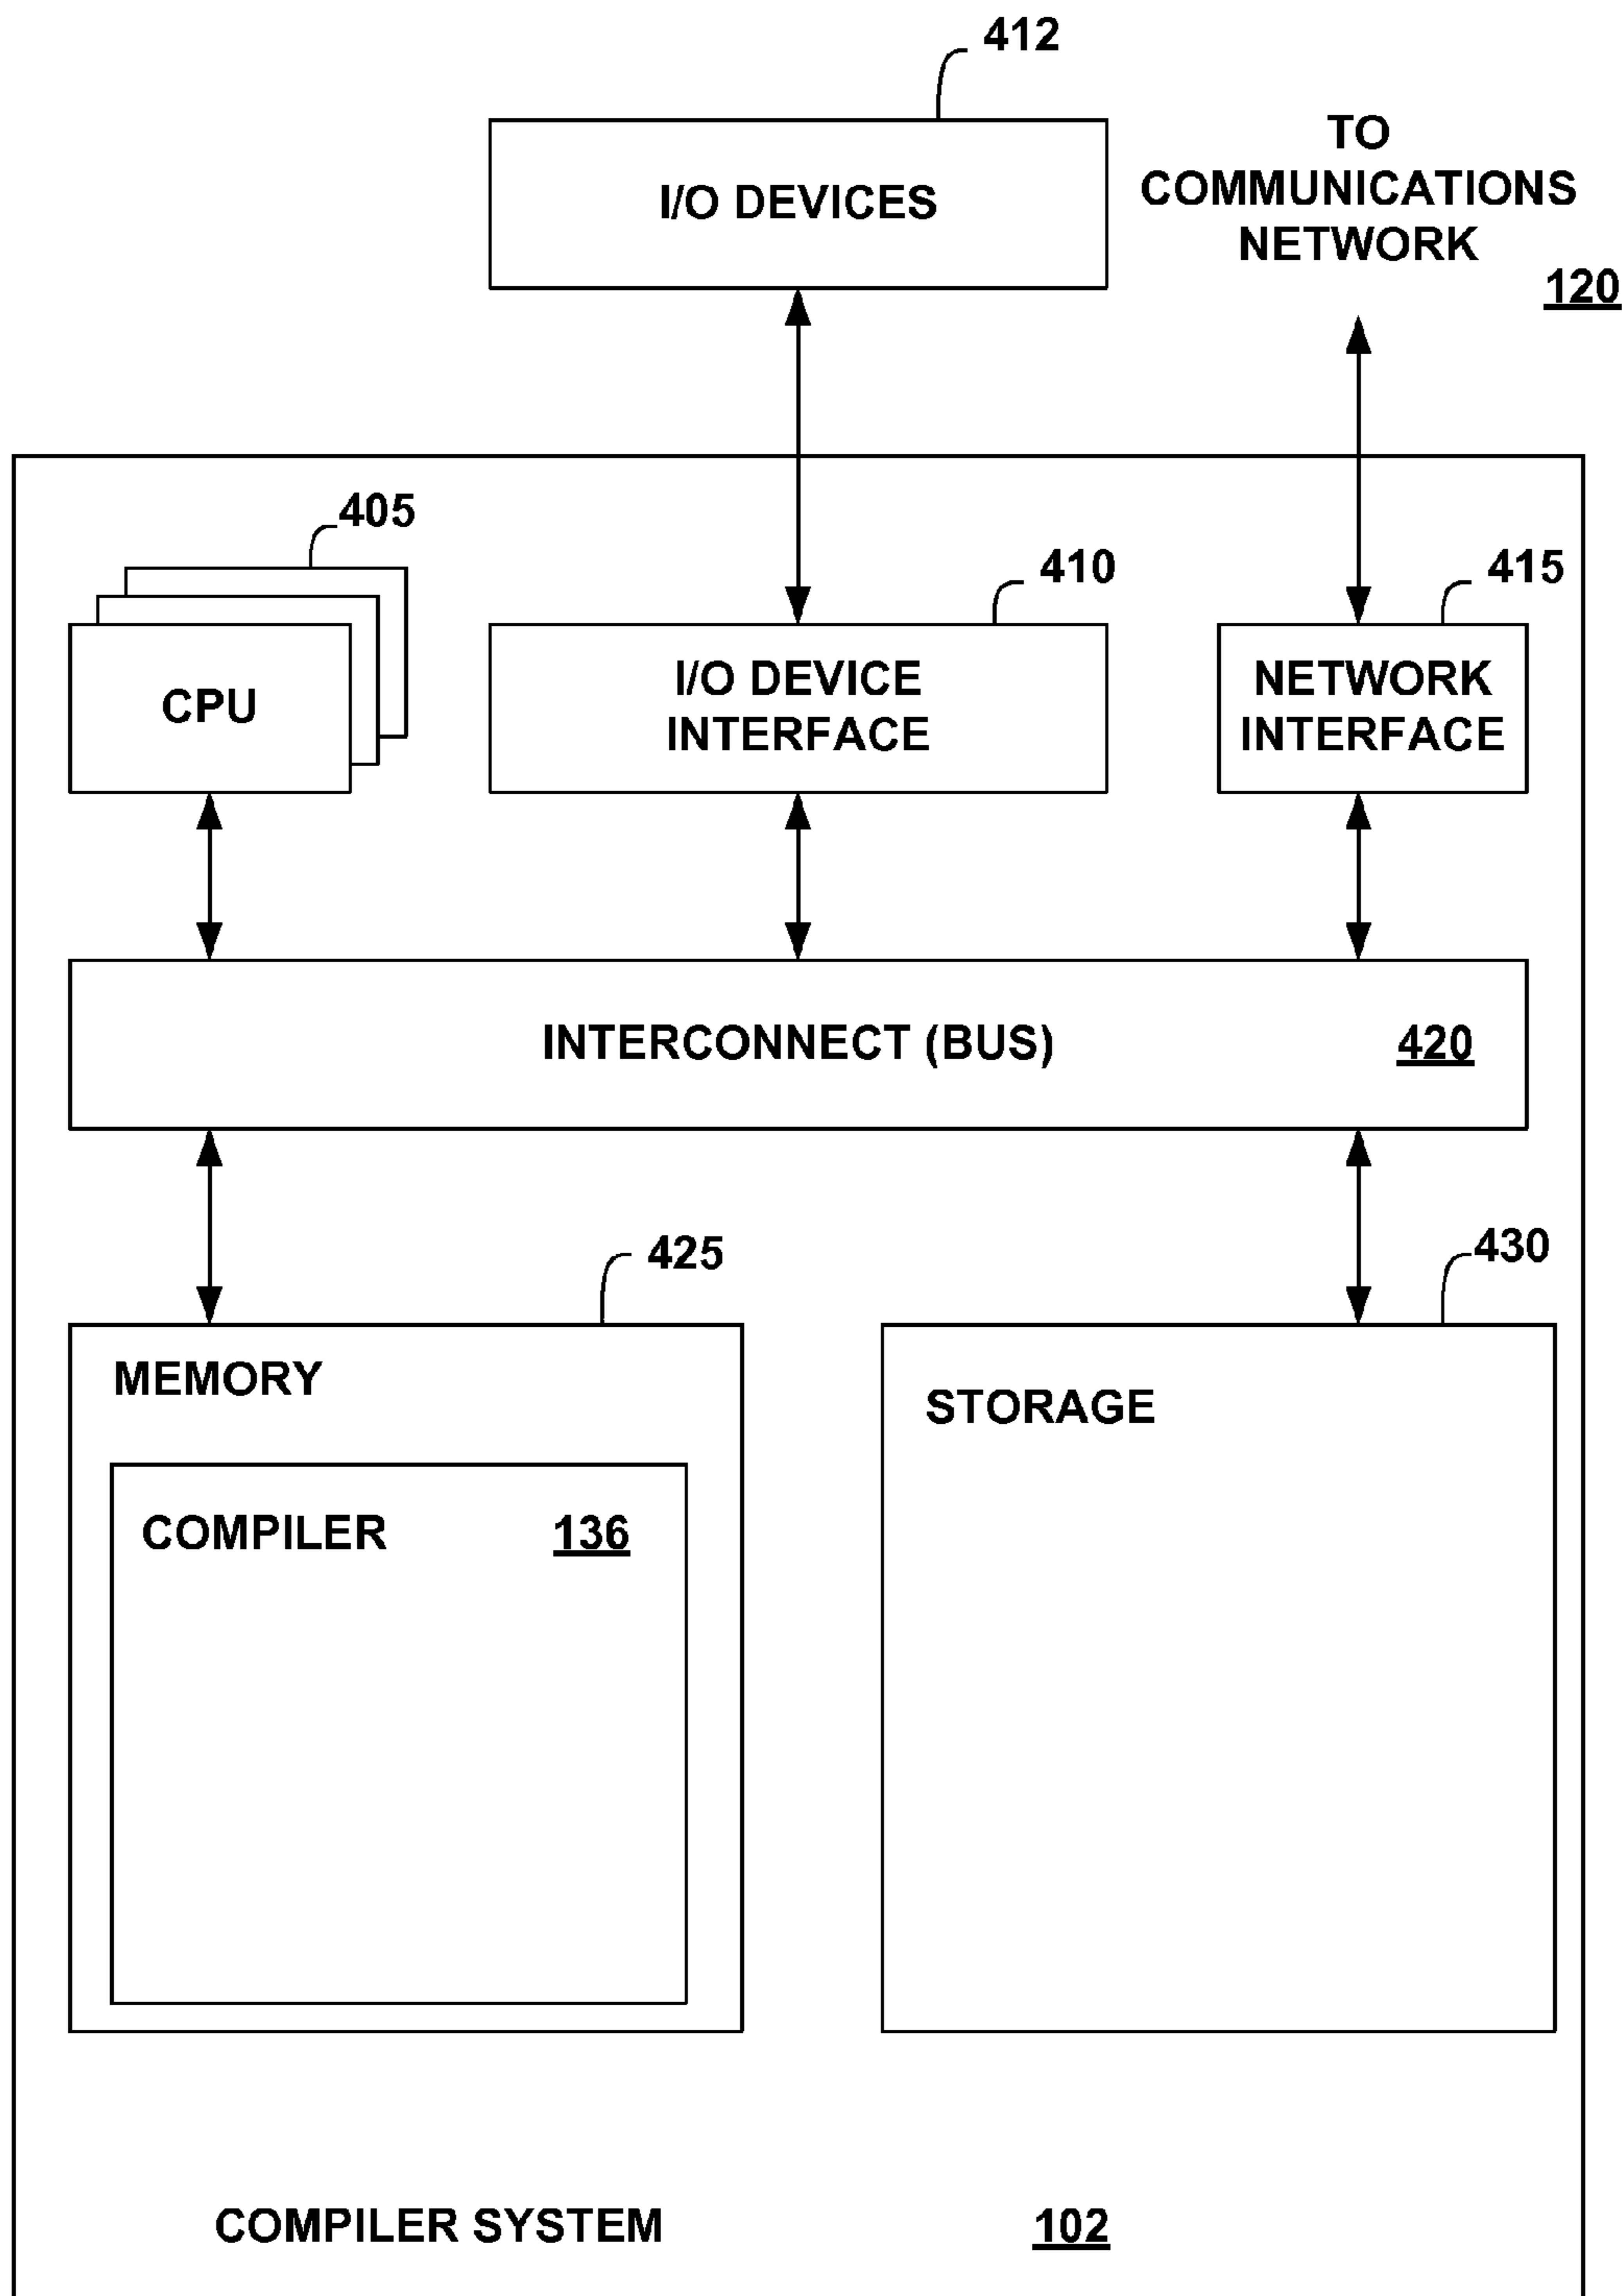 412
I/O DEVICES
TO
COMMUNICATIONS
NETWORK
120
405
CPU
410
I/O DEVICE
INTERFACE
415
NETWORK
INTERFACE
INTERCONNECT (BUS) 420
425
MEMORY
COMPILER 136
430
STORAGE
COMPILER SYSTEM 102